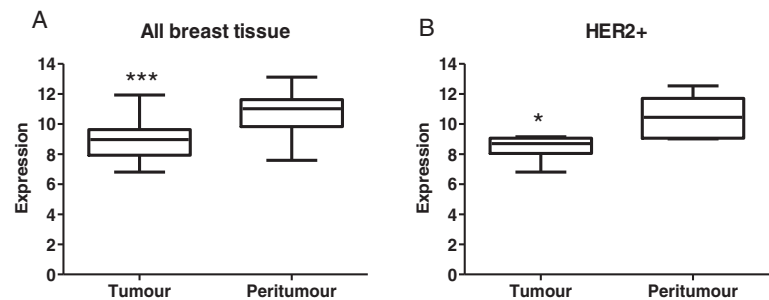 A
All breast tissue
Expression
14
12
10
8
6
4
2
0
***
Tumour
Peritumour
B
HER2+
Expression
14
12
10
8
6
4
2
0
*
Tumour
Peritumour